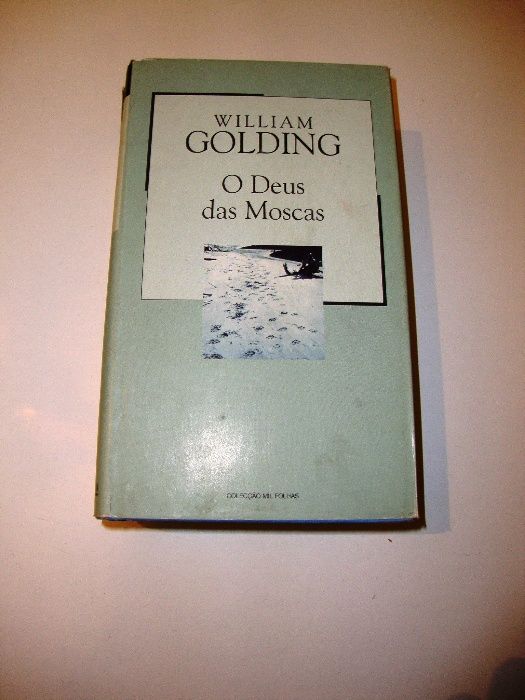 WILLIAM
GOLDING
O Deus
das Moscas
COLECÇÃO MIL FOLHAS